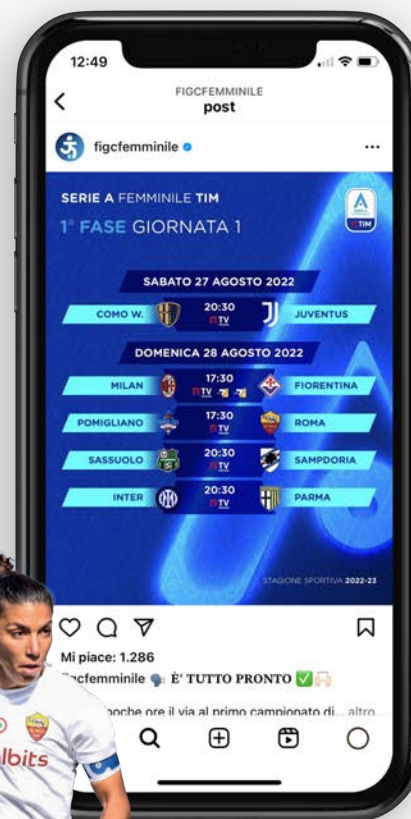 12:49
FIGCFEMMINILE
post
figcfemminile
SERIE A FEMMINILE TIM
1ª FASE GIORNATA 1
TIM
SABATO 27 AGOSTO 2022
COMO W. 20:30 JUVENTUS
TV
DOMENICA 28 AGOSTO 2022
MILAN 17:30 FIORENTINA
TV
POMIGLIANO 17:30 ROMA
TV
SASSUOLO 20:30 SAMPDORIA
TV
INTER 20:30 PARMA
TV
STAGIONE SPORTIVA 2022-23
Mi piace: 1.286
figcfemminile 🗣️ È' TUTTO PRONTO ✅🙌🏻
poche ore il via al primo campionato di... altro